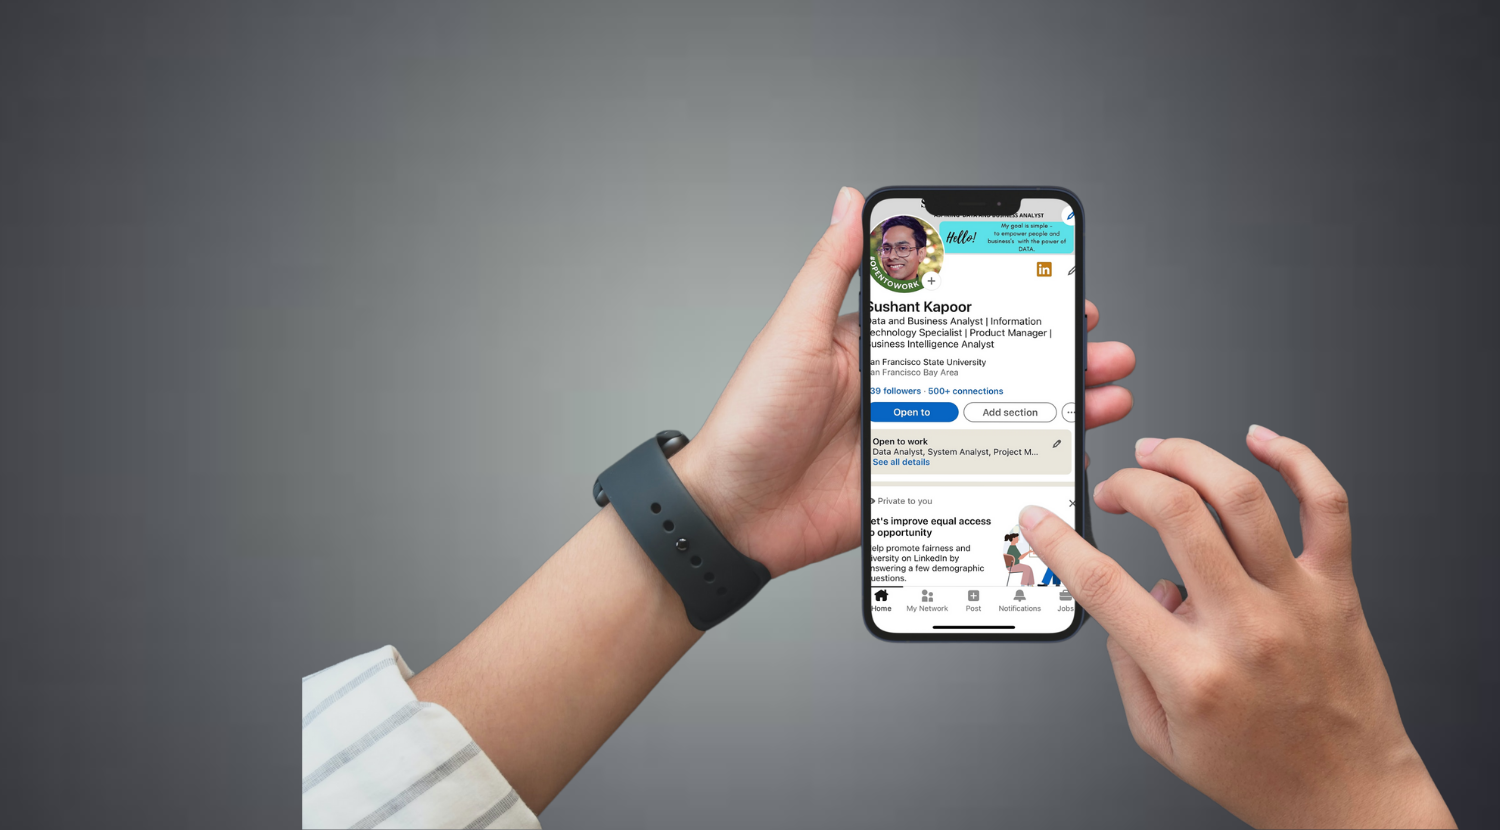 ASPIRING DATA AND BUSINESS ANALYST
Hello!
My goal is simple -
to empower people and
business's with the power of
DATA.
#OPENTOWORK
in
Sushant Kapoor
Data and Business Analyst | Information
Technology Specialist | Product Manager |
Business Intelligence Analyst
San Francisco State University
San Francisco Bay Area
39 followers · 500+ connections
Open to
Add section
Open to work
Data Analyst, System Analyst, Project M...
See all details
Private to you
Let's improve equal access
to opportunity
Help promote fairness and
diversity on LinkedIn by
answering a few demographic
questions.
Home
My Network
Post
Notifications
Jobs